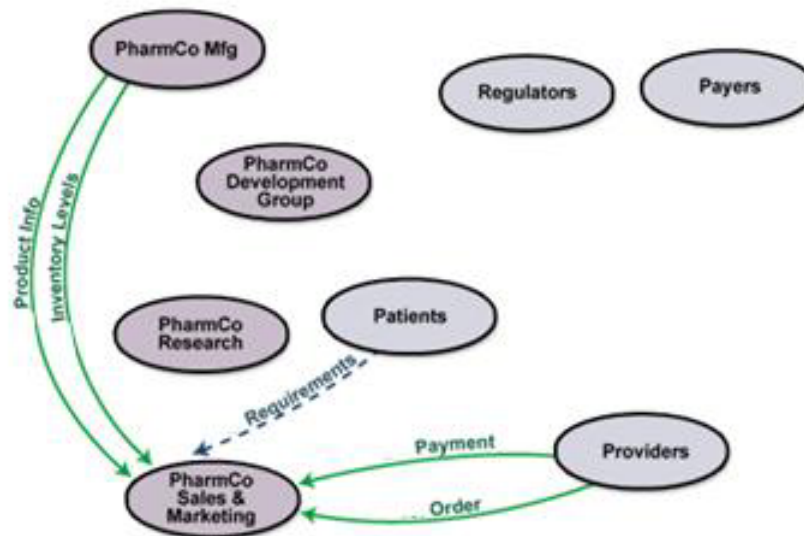 PharmCo Mfg
Regulators
Payers
PharmCo
Development
Group
Product Info
Inventory Levels
PharmCo
Research
Patients
Requirements
Payment
Providers
PharmCo
Sales &
Marketing
Order